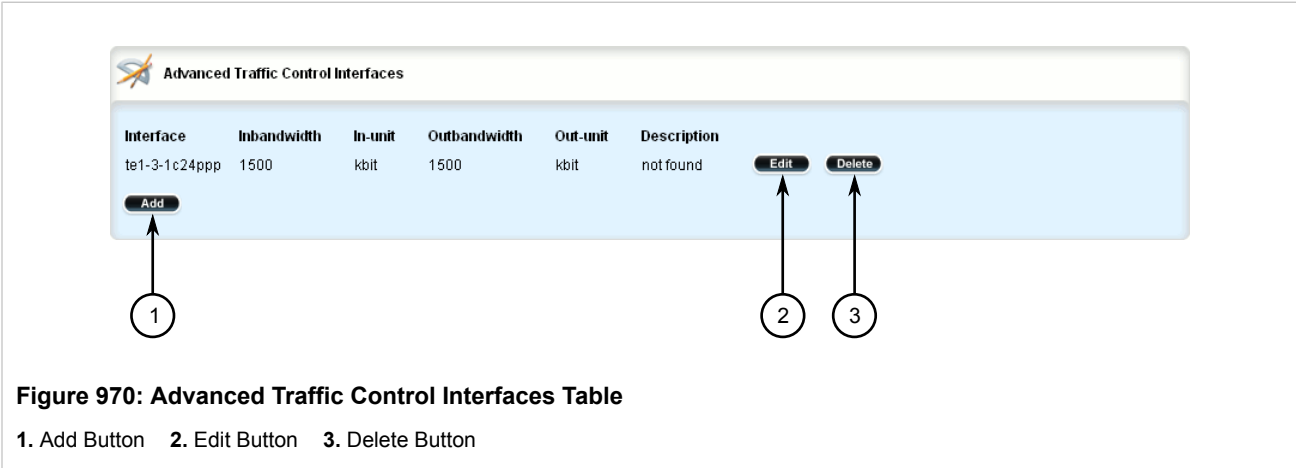 Advanced Traffic Control Interfaces
Interface Inbandwidth In-unit Outbandwidth Out-unit Description
te1-3-1c24ppp 1500 kbit 1500 kbit not found Edit Delete
Add
1 2 3
Figure 970: Advanced Traffic Control Interfaces Table
1. Add Button 2. Edit Button 3. Delete Button